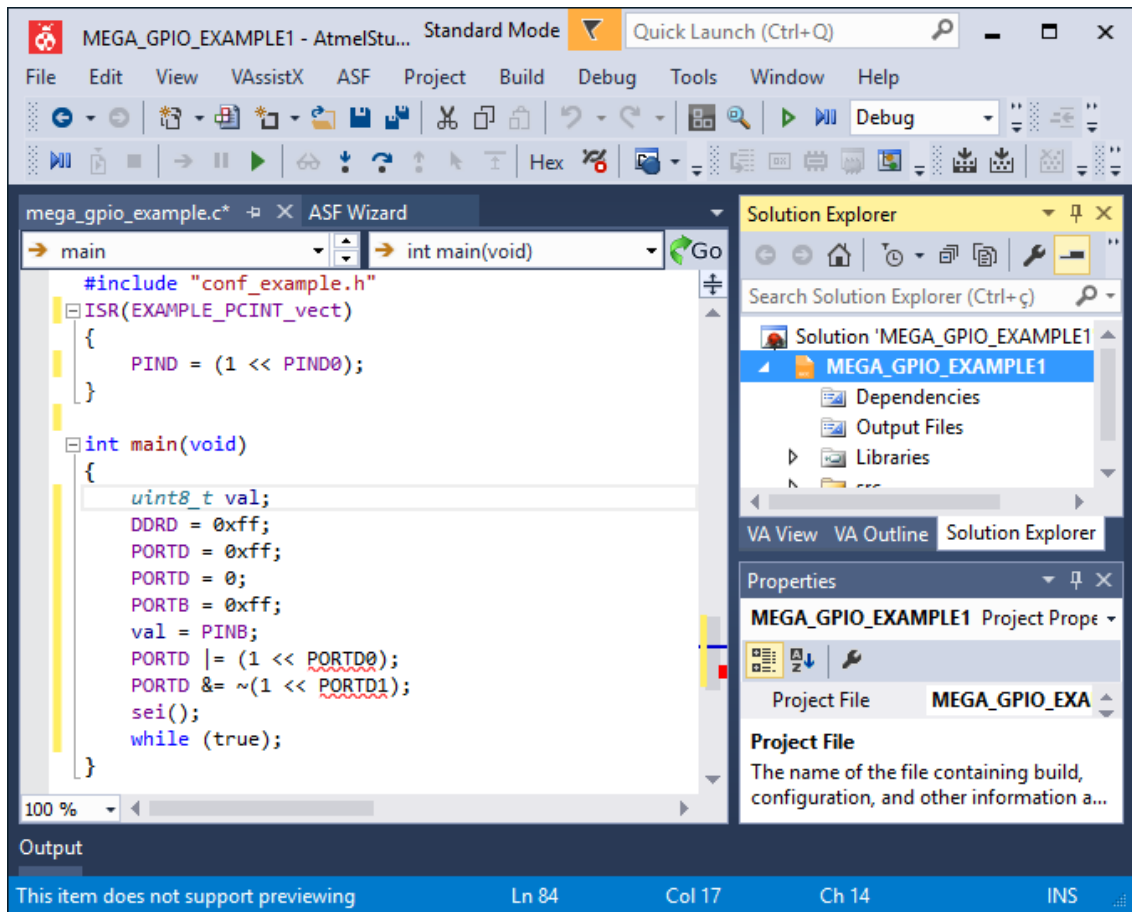 MEGA_GPIO_EXAMPLE1 - AtmelStu... Standard Mode Quick Launch (Ctrl+Q)
File Edit View VAssistX ASF Project Build Debug Tools Window Help
Debug
Hex
mega_gpio_example.c* ASF Wizard
main int main(void) Go
#include "conf_example.h"
ISR(EXAMPLE_PCINT_vect)
{
PIND = (1 << PIND0);
}
int main(void)
{
uint8_t val;
DDRD = 0xff;
PORTD = 0xff;
PORTD = 0;
PORTB = 0xff;
val = PINB;
PORTD |= (1 << PORTD0);
PORTD &= ~(1 << PORTD1);
sei();
while (true);
}
100 %
Solution Explorer
Search Solution Explorer (Ctrl+ç)
Solution 'MEGA_GPIO_EXAMPLE1
MEGA_GPIO_EXAMPLE1
Dependencies
Output Files
Libraries
VA View VA Outline Solution Explorer
Properties
MEGA_GPIO_EXAMPLE1 Project Prope
Project File MEGA_GPIO_EXA
Project File
The name of the file containing build,
configuration, and other information a...
Output
This item does not support previewing Ln 84 Col 17 Ch 14 INS